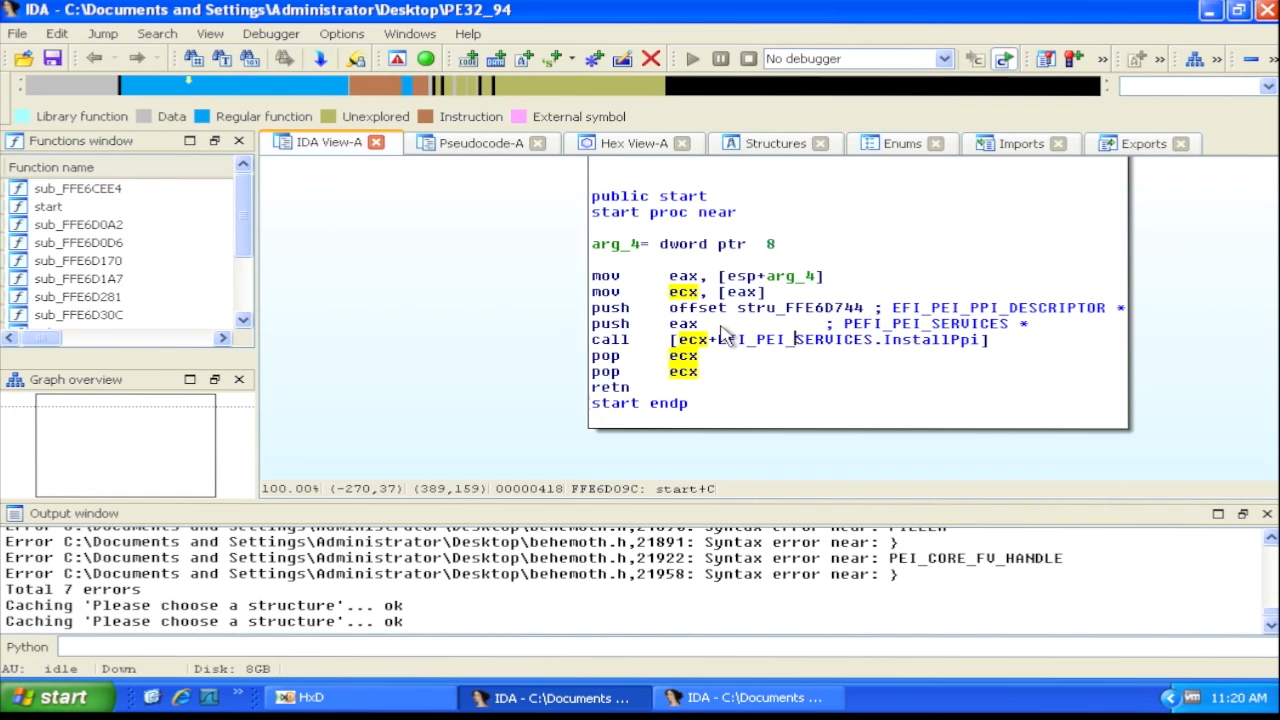 IDA - C:\Documents and Settings\Administrator\Desktop\PE32_94
File Edit Jump Search View Debugger Options Windows Help
No debugger
Library function Data Regular function Unexplored Instruction External symbol
Functions window
IDA View-A Pseudocode-A Hex View-A Structures Enums Imports Exports
Function name
sub_FFE6CEE4
start
sub_FFE6D0A2
sub_FFE6D0D6
sub_FFE6D170
sub_FFE6D1A7
sub_FFE6D281
sub_FFE6D30C
public start
start proc near
arg_4= dword ptr 8
mov eax, [esp+arg_4]
mov ecx, [eax]
push offset stru_FFE6D744 ; EFI_PEI_PPI_DESCRIPTOR *
push eax ; PEFI_PEI_SERVICES *
call [ecx+EFI_PEI_SERVICES.InstallPpi]
pop ecx
pop ecx
retn
start endp
Graph overview
100.00% (-270,37) (389,159) 00000418 FFE6D09C: start+C
Output window
Error C:\Documents and Settings\Administrator\Desktop\behemoth.h,21891: Syntax error near: }
Error C:\Documents and Settings\Administrator\Desktop\behemoth.h,21922: Syntax error near: PEI_CORE_FV_HANDLE
Error C:\Documents and Settings\Administrator\Desktop\behemoth.h,21958: Syntax error near: }
Total 7 errors
Caching 'Please choose a structure'... ok
Caching 'Please choose a structure'... ok
Python
AU: idle Down Disk: 8GB
start HxD IDA - C:\Documents ... IDA - C:\Documents ... 11:20 AM